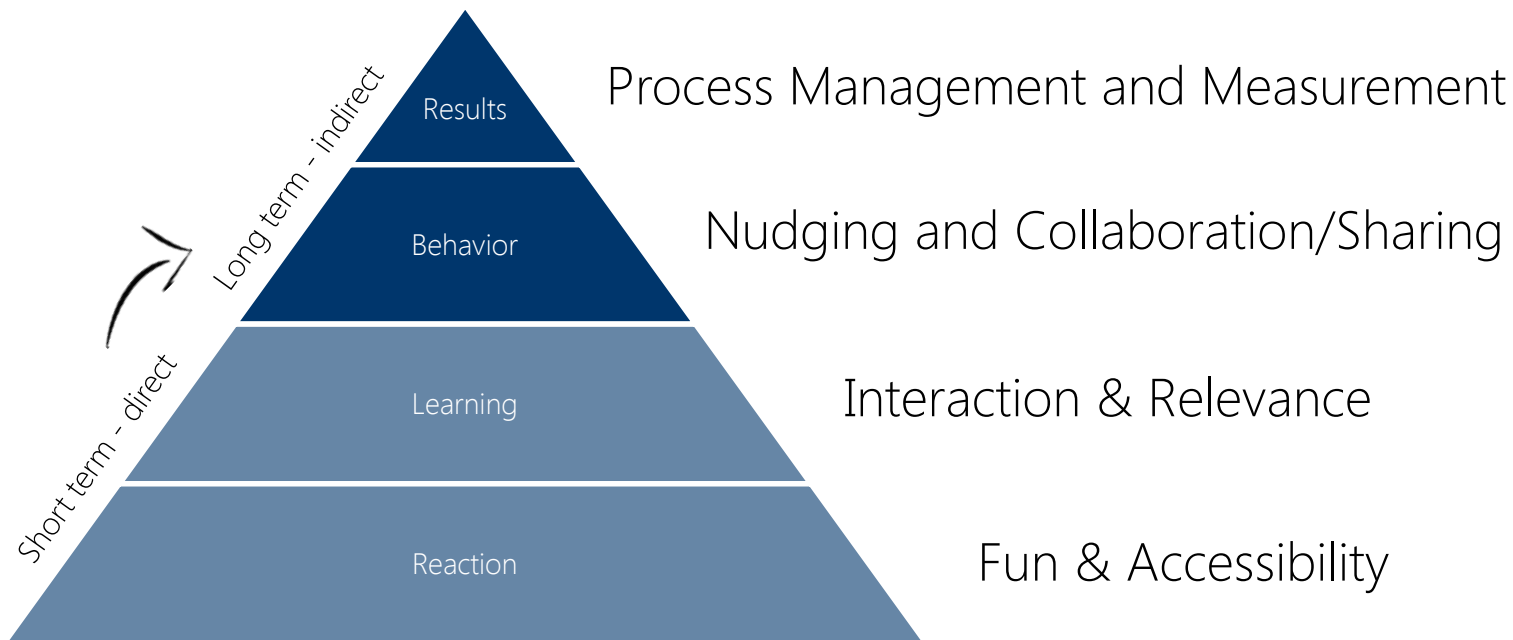 Results
Process Management and Measurement
Long term - indirect
Behavior
Nudging and Collaboration/Sharing
Learning
Interaction & Relevance
Short term - direct
Reaction
Fun & Accessibility